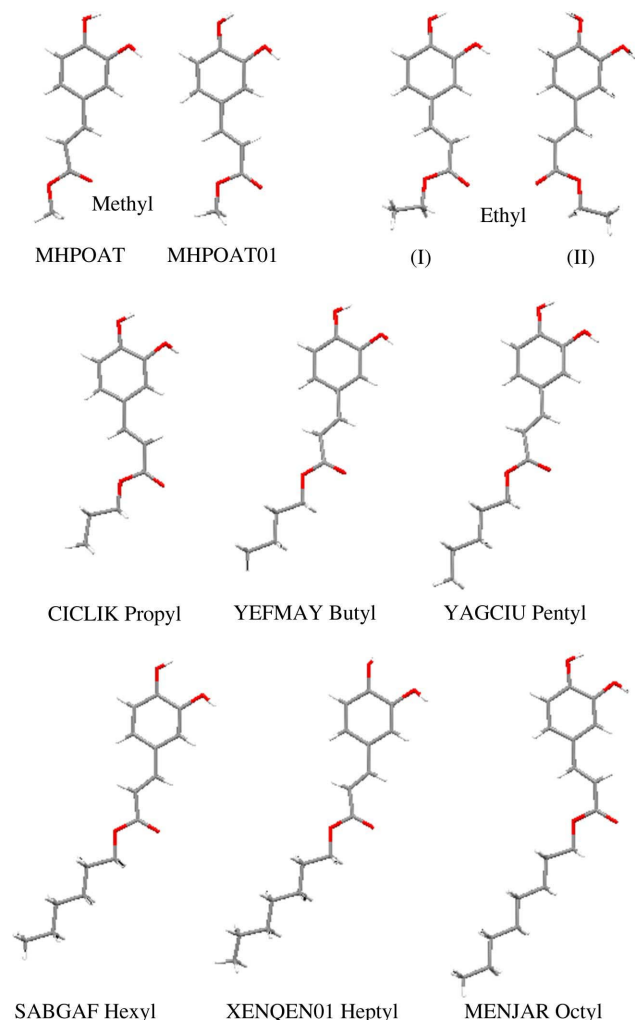 Methyl
Ethyl
MHPOAT MHPOAT01 (I) (II)
CICLIK Propyl YEFMAY Butyl YAGCIU Pentyl
SABGAF Hexyl XENQEN01 Heptyl MENJAR Octyl